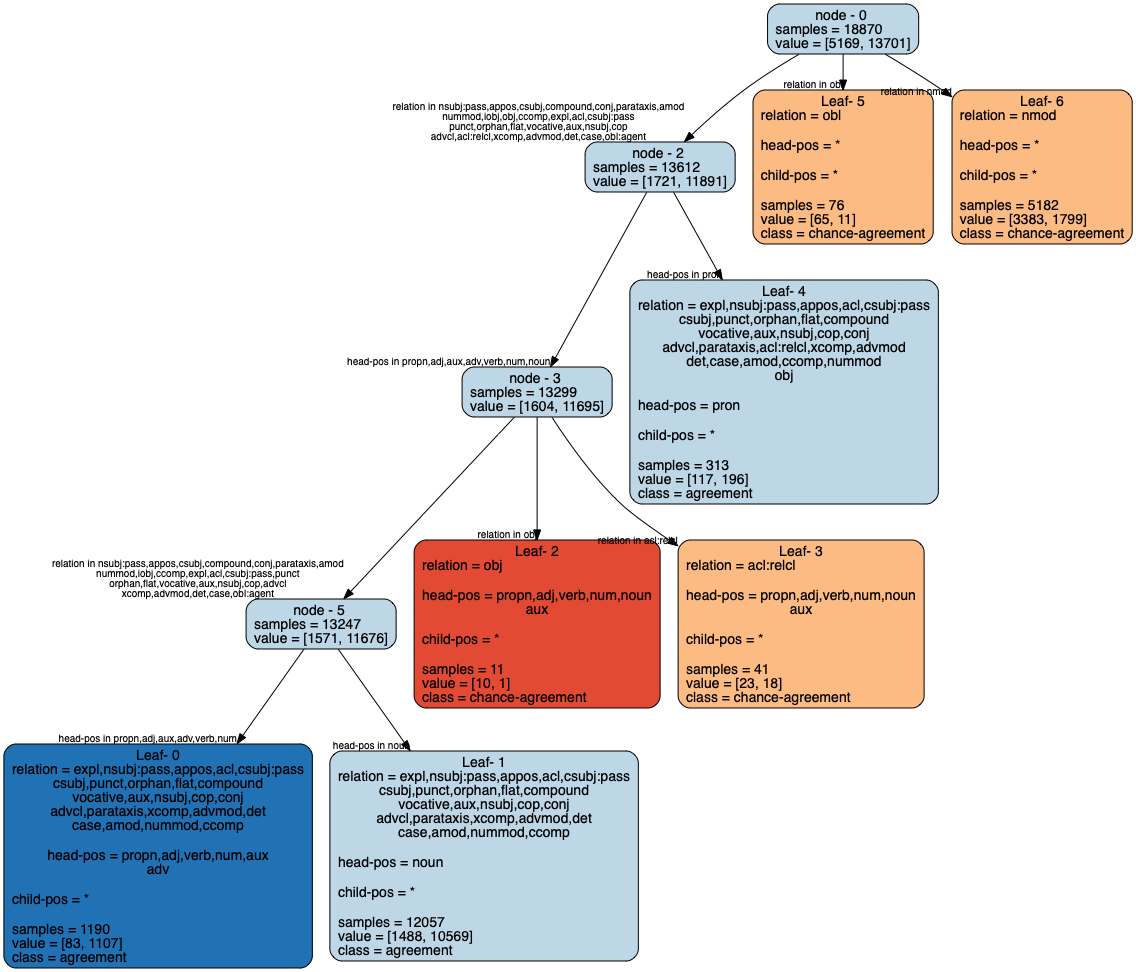 node - 0
samples = 18870
value = [5169, 13701]
relation in obl
Leaf- 5
relation = obl
head-pos = *
child-pos = *
samples = 76
value = [65, 11]
class = chance-agreement
relation in nmod
Leaf- 6
relation = nmod
head-pos = *
child-pos = *
samples = 5182
value = [3383, 1799]
class = chance-agreement
relation in nsubj:pass,appos,csubj,compound,conj,parataxis,amod
nummod,iobj,obj,ccomp,expl,acl,csubj:pass
punct,orphan,flat,vocative,aux,nsubj,cop
advcl,acl:relcl,xcomp,advmod,det,case,obl:agent
node - 2
samples = 13612
value = [1721, 11891]
head-pos in pron
Leaf- 4
relation = expl,nsubj:pass,appos,acl,csubj:pass
csubj,punct,orphan,flat,compound
vocative,aux,nsubj,cop,conj
advcl,parataxis,acl:relcl,xcomp,advmod
det,case,amod,ccomp,nummod
obj
head-pos = pron
child-pos = *
samples = 313
value = [117, 196]
class = agreement
head-pos in propn,adj,aux,adv,verb,num,noun
node - 3
samples = 13299
value = [1604, 11695]
relation in obj
Leaf- 2
relation = obj
head-pos = propn,adj,verb,num,noun
aux
child-pos = *
samples = 11
value = [10, 1]
class = chance-agreement
relation in acl:relcl
Leaf- 3
relation = acl:relcl
head-pos = propn,adj,verb,num,noun
aux
child-pos = *
samples = 41
value = [23, 18]
class = chance-agreement
relation in nsubj:pass,appos,csubj,compound,conj,parataxis,amod
nummod,iobj,ccomp,expl,acl,csubj:pass,punct
orphan,flat,vocative,aux,nsubj,cop,advcl
xcomp,advmod,det,case,obl:agent
node - 5
samples = 13247
value = [1571, 11676]
head-pos in propn,adj,aux,adv,verb,num
Leaf- 0
relation = expl,nsubj:pass,appos,acl,csubj:pass
csubj,punct,orphan,flat,compound
vocative,aux,nsubj,cop,conj
advcl,parataxis,xcomp,advmod,det
case,amod,nummod,ccomp
head-pos = propn,adj,verb,num,aux
adv
child-pos = *
samples = 1190
value = [83, 1107]
class = agreement
head-pos in noun
Leaf- 1
relation = expl,nsubj:pass,appos,acl,csubj:pass
csubj,punct,orphan,flat,compound
vocative,aux,nsubj,cop,conj
advcl,parataxis,xcomp,advmod,det
case,amod,nummod,ccomp
head-pos = noun
child-pos = *
samples = 12057
value = [1488, 10569]
class = agreement